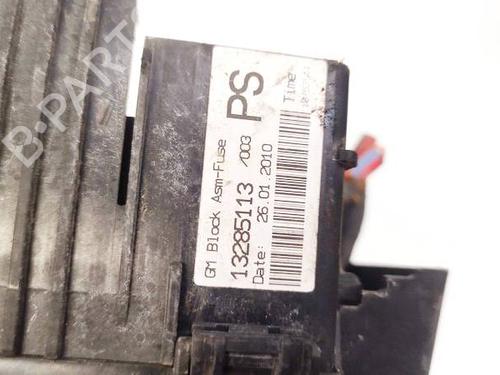 GM Block Asm-Fuse
13285113 /003 PS
Date: 26.01.2010 Time:
B-PARTS